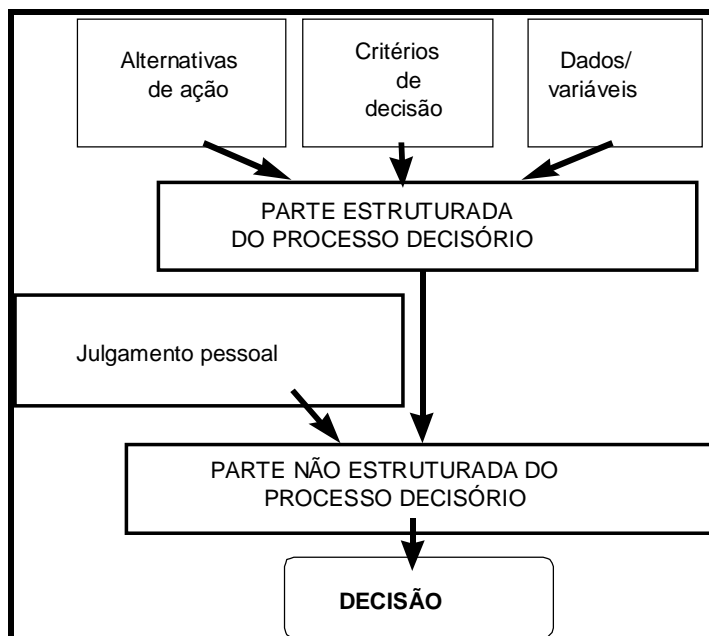 Alternativas
de ação
Critérios
de
decisão
Dados/
variáveis
PARTE ESTRUTURADA
DO PROCESSO DECISÓRIO
Julgamento pessoal
PARTE NÃO ESTRUTURADA DO
PROCESSO DECISÓRIO
DECISÃO